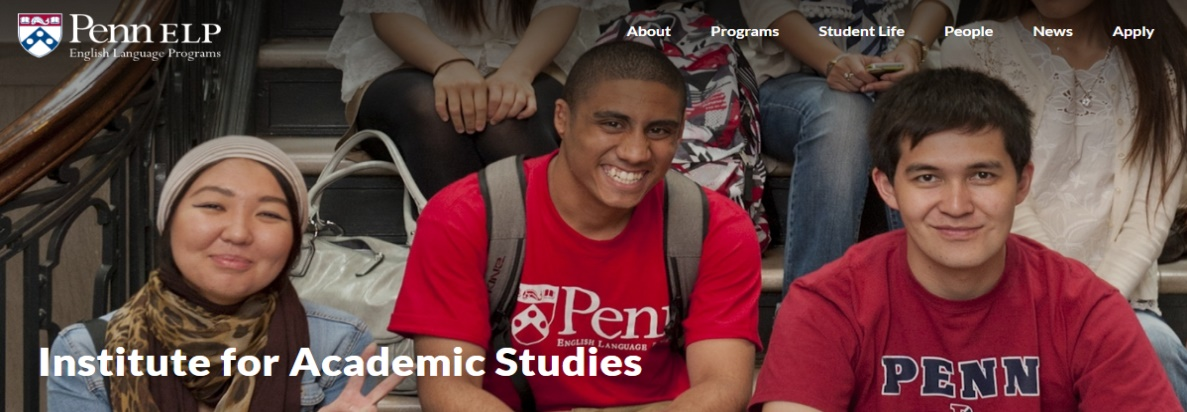 Penn ELP
English Language Programs
About Programs Student Life People News Apply
Penn
ENGLISH LANGUAGE
PENN
Institute for Academic Studies